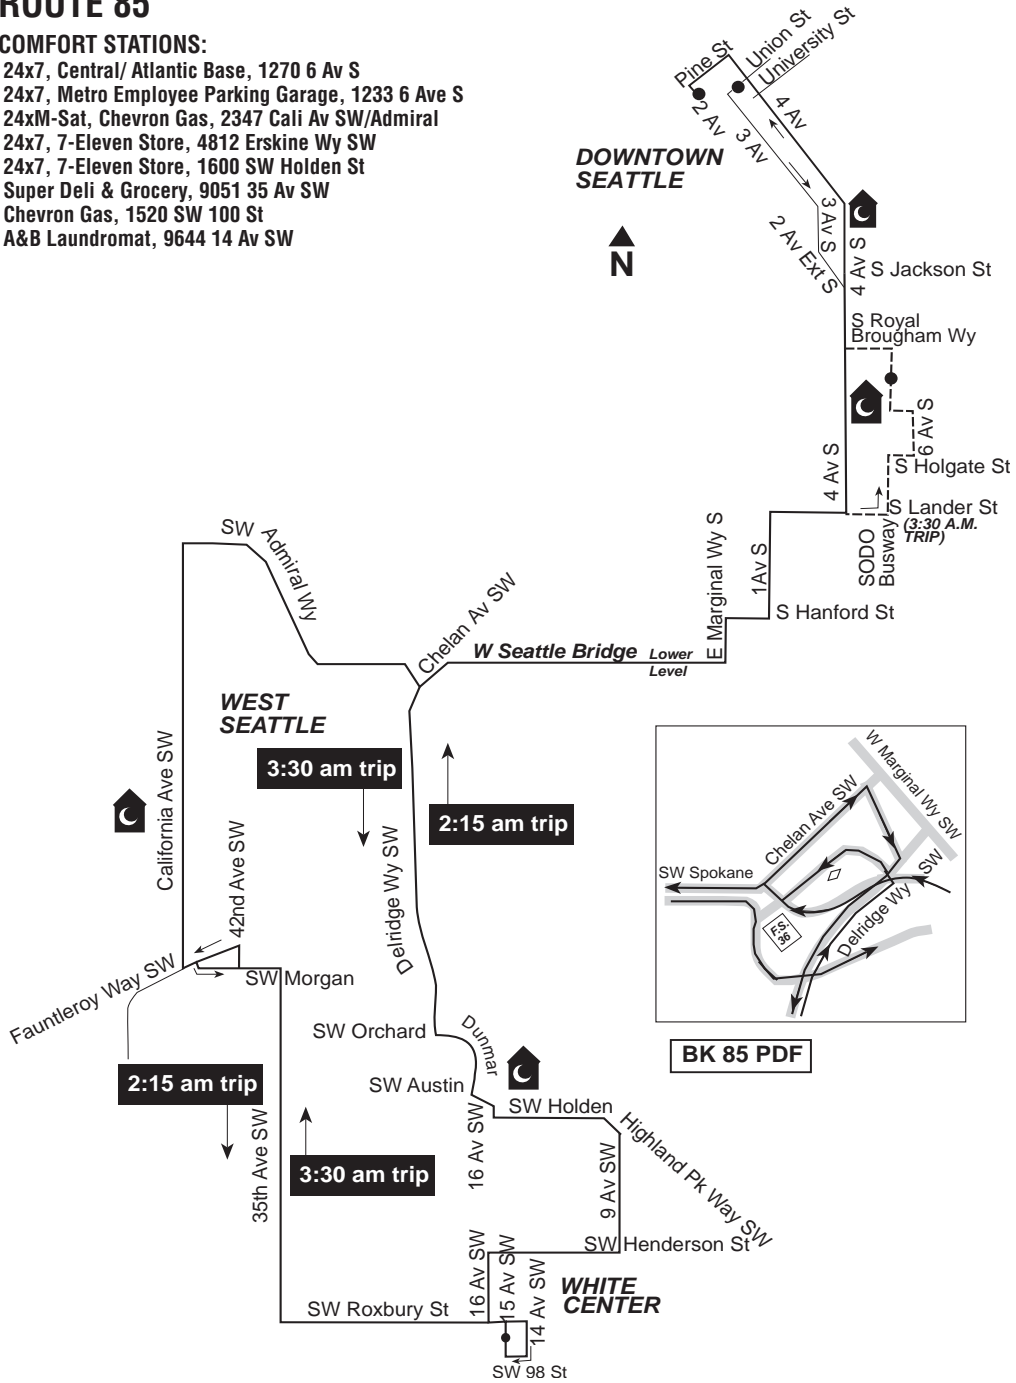 ROUTE 85
COMFORT STATIONS:
24x7, Central/ Atlantic Base, 1270 6 Av S
24x7, Metro Employee Parking Garage, 1233 6 Ave S
24xM-Sat, Chevron Gas, 2347 Cali Av SW/Admiral
24x7, 7-Eleven Store, 4812 Erskine Wy SW
24x7, 7-Eleven Store, 1600 SW Holden St
Super Deli & Grocery, 9051 35 Av SW
Chevron Gas, 1520 SW 100 St
A&B Laundromat, 9644 14 Av SW
Pine St
Union St
University St
2 Av
3 Av
4 Av
DOWNTOWN
SEATTLE
N
3 Av S
2 Av Ext S
4 Av S
S Jackson St
S Royal
Brougham Wy
6 Av S
4 Av S
S Holgate St
S Lander St
(3:30 A.M.
TRIP)
SODO
Busway
E Marginal Wy S
1Av S
S Hanford St
SW Admiral Wy
Chelan Av SW
W Seattle Bridge
Lower
Level
WEST
SEATTLE
California Ave SW
3:30 am trip
2:15 am trip
42nd Ave SW
Delridge Wy SW
Fauntleroy Way SW
SW Morgan
SW Orchard
Dunmar
SW Austin
2:15 am trip
35th Ave SW
3:30 am trip
16 Av SW
SW Holden
Highland Pk Way SW
9 Av SW
SW Henderson St
16 Av SW
15 Av SW
14 Av SW
WHITE
CENTER
SW Roxbury St
SW 98 St
W Marginal Wy SW
Chelan Ave SW
SW Spokane
Delridge Wy SW
F.S.
36
BK 85 PDF